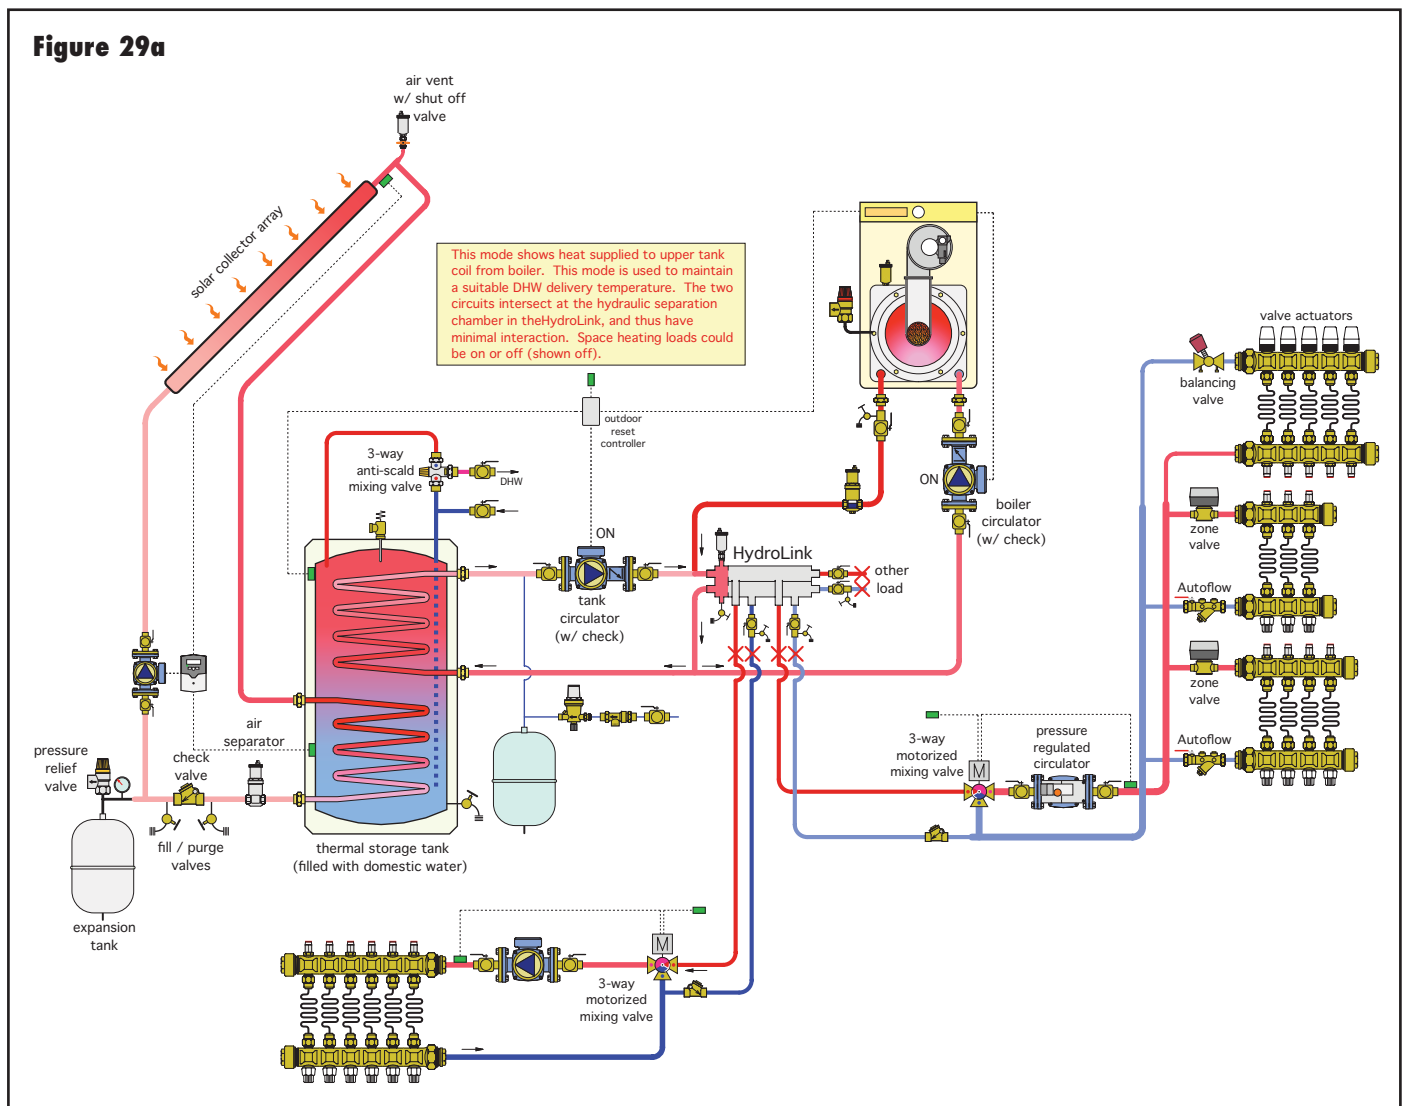 Figure 29a
air vent
w/ shut off
valve
solar collector array
This mode shows heat supplied to upper tank
coil from boiler. This mode is used to maintain
a suitable DHW delivery temperature. The two
circuits intersect at the hydraulic separation
chamber in theHydroLink, and thus have
minimal interaction. Space heating loads could
be on or off (shown off).
outdoor
reset
controller
3-way
anti-scald
mixing valve
DHW
ON
tank
circulator
(w/ check)
HydroLink
other
load
ON
boiler
circulator
(w/ check)
valve actuators
balancing
valve
zone
valve
Autoflow
zone
valve
Autoflow
pressure
regulated
circulator
3-way
motorized
mixing valve
M
air
separator
check
valve
pressure
relief
valve
fill / purge
valves
expansion
tank
thermal storage tank
(filled with domestic water)
M
3-way
motorized
mixing valve